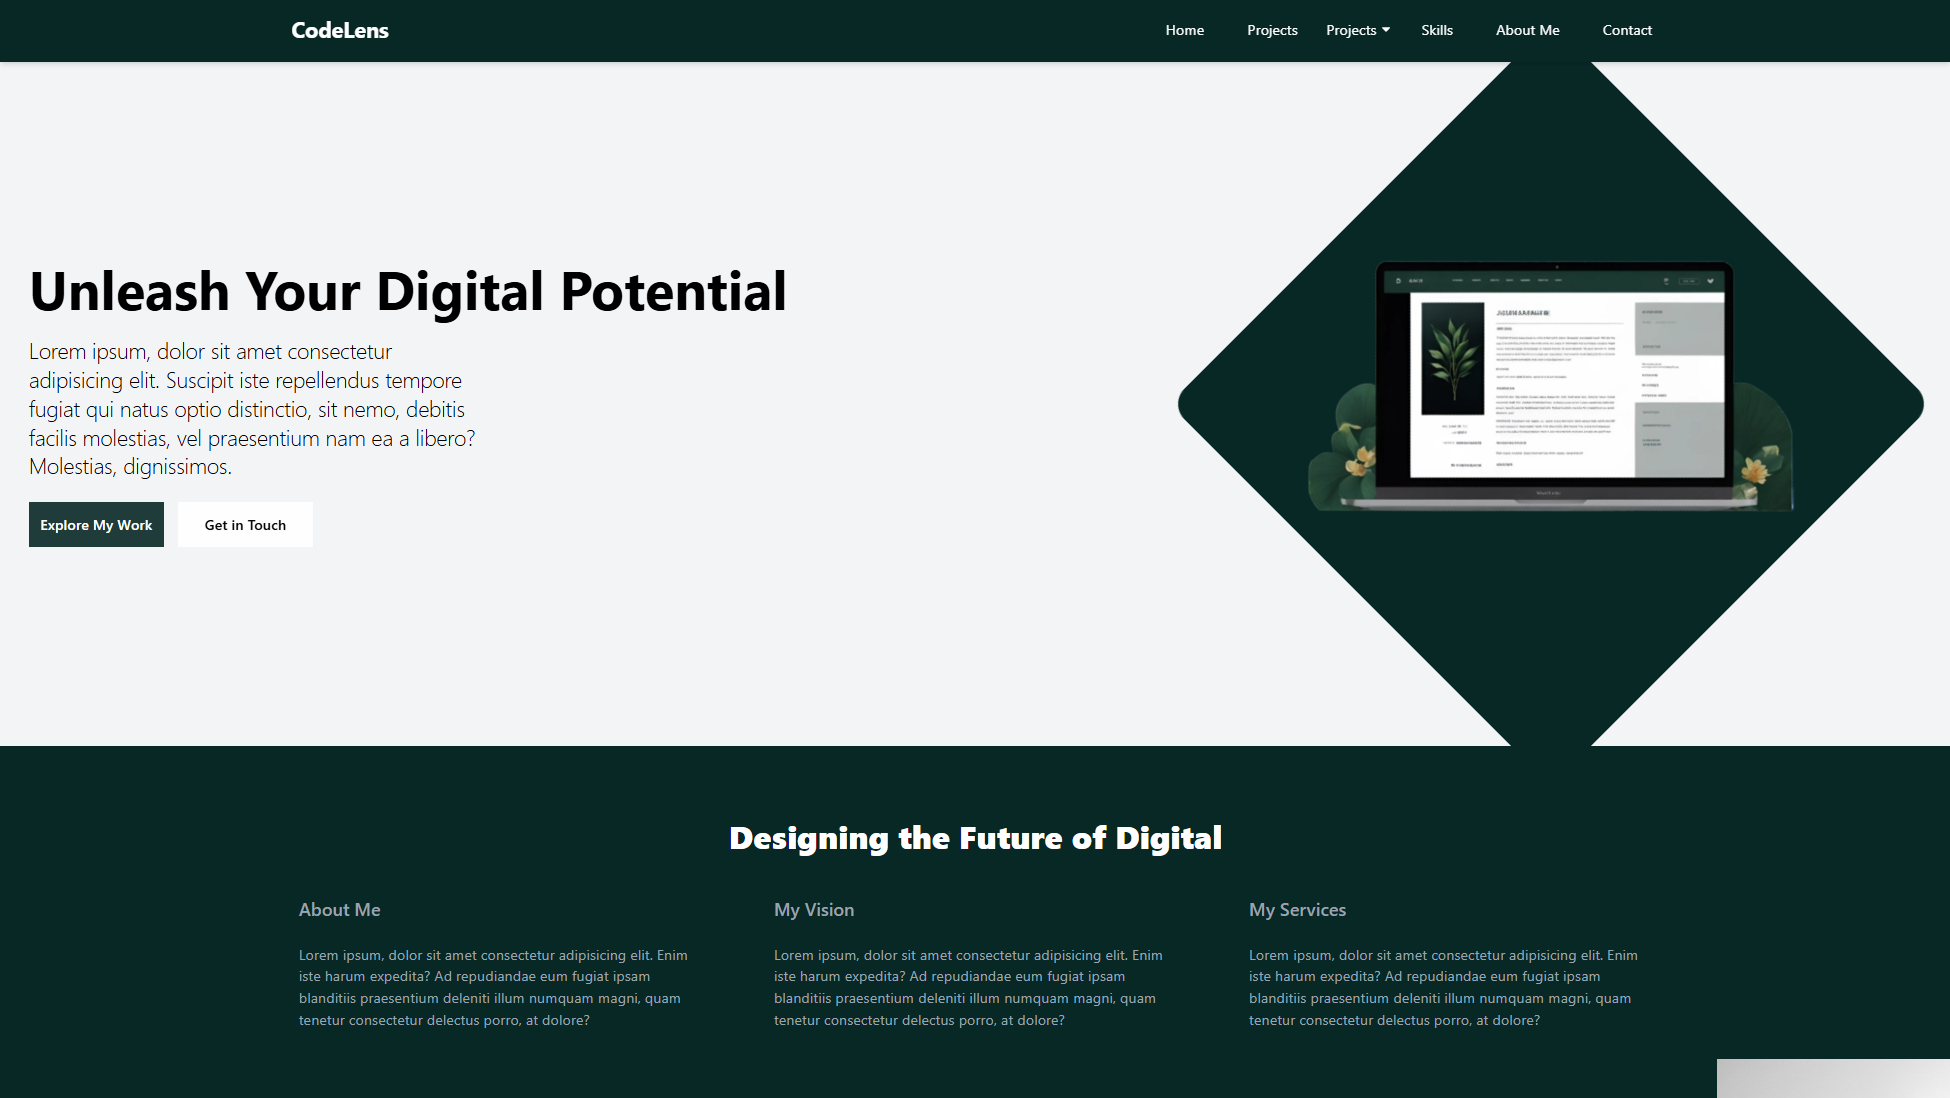 CodeLens
Home Projects Projects Skills About Me Contact
Unleash Your Digital Potential
Lorem ipsum, dolor sit amet consectetur
adipisicing elit. Suscipit iste repellendus tempore
fugiat qui natus optio distinctio, sit nemo, debitis
facilis molestias, vel praesentium nam ea a libero?
Molestias, dignissimos.
Explore My Work Get in Touch
Designing the Future of Digital
About Me
Lorem ipsum, dolor sit amet consectetur adipisicing elit. Enim
iste harum expedita? Ad repudiandae eum fugiat ipsam
blanditiis praesentium deleniti illum numquam magni, quam
tenetur consectetur delectus porro, at dolore?
My Vision
Lorem ipsum, dolor sit amet consectetur adipisicing elit. Enim
iste harum expedita? Ad repudiandae eum fugiat ipsam
blanditiis praesentium deleniti illum numquam magni, quam
tenetur consectetur delectus porro, at dolore?
My Services
Lorem ipsum, dolor sit amet consectetur adipisicing elit. Enim
iste harum expedita? Ad repudiandae eum fugiat ipsam
blanditiis praesentium deleniti illum numquam magni, quam
tenetur consectetur delectus porro, at dolore?